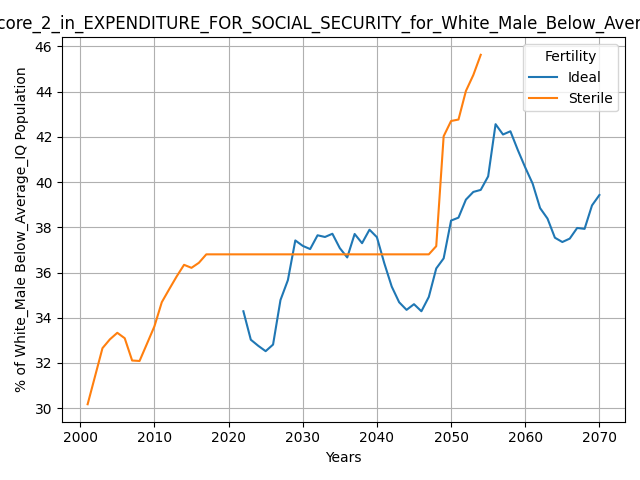 core_2_in_EXPENDITURE_FOR_SOCIAL_SECURITY_for_White_Male_Below_Aver
Fertility
Ideal
Sterile
46
44
42
40
38
36
34
32
30
% of White_Male Below_Average_IQ Population
2000 2010 2020 2030 2040 2050 2060 2070
Years